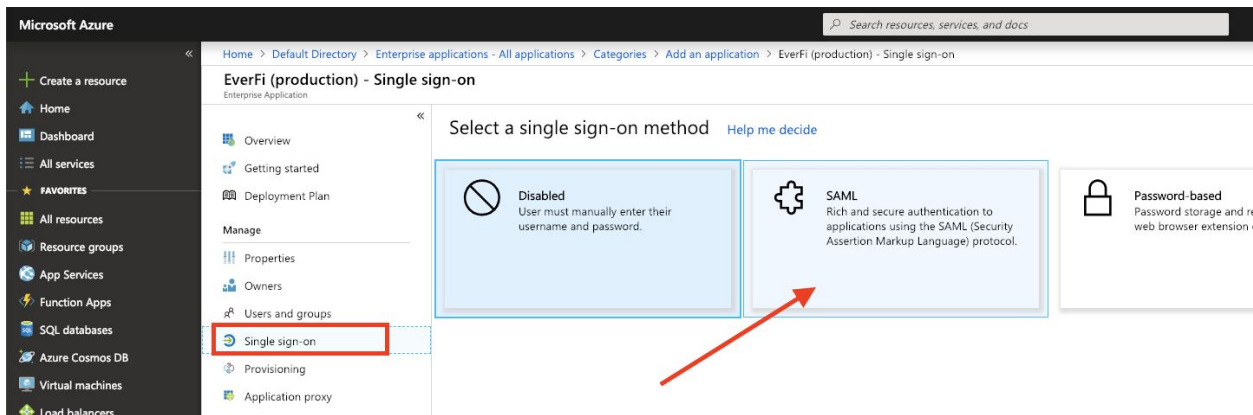 Microsoft Azure
Search resources, services, and docs
«
Home > Default Directory > Enterprise applications - All applications > Categories > Add an application > EverFi (production) - Single sign-on
Create a resource
Home
Dashboard
All services
FAVORITES
All resources
Resource groups
App Services
Function Apps
SQL databases
Azure Cosmos DB
Virtual machines
Load balancers
EverFi (production) - Single sign-on
Enterprise Application
«
Overview
Getting started
Deployment Plan
Manage
Properties
Owners
Users and groups
Single sign-on
Provisioning
Application proxy
Select a single sign-on method Help me decide
Disabled
User must manually enter their
username and password.
SAML
Rich and secure authentication to
applications using the SAML (Security
Assertion Markup Language) protocol.
Password-based
Password storage and
web browser extension